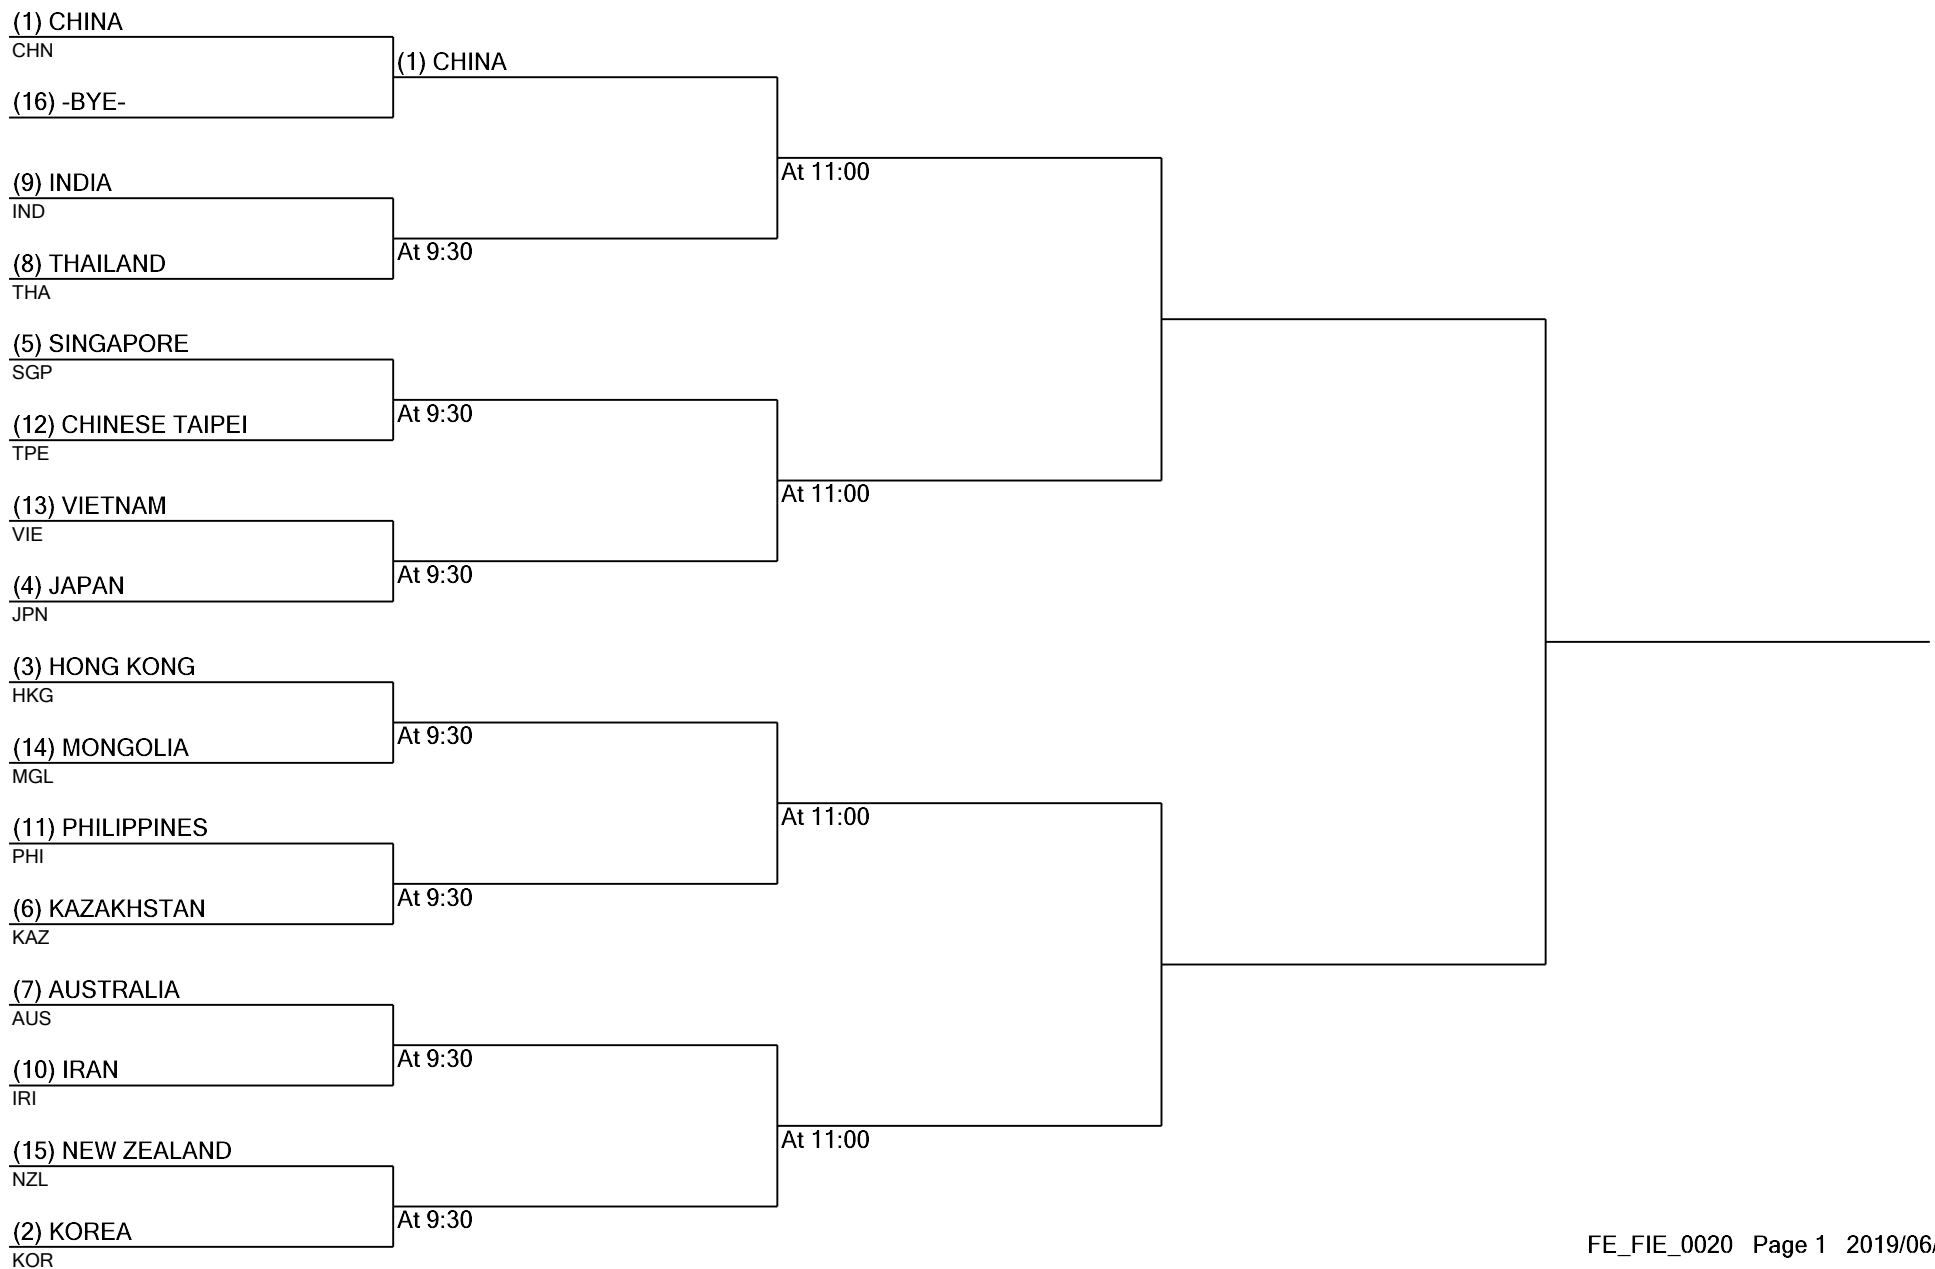 (1) CHINA
CHN
(1) CHINA
(16) -BYE-
At 11:00
(9) INDIA
IND
At 9:30
(8) THAILAND
THA
(5) SINGAPORE
SGP
At 9:30
(12) CHINESE TAIPEI
TPE
At 11:00
(13) VIETNAM
VIE
At 9:30
(4) JAPAN
JPN
(3) HONG KONG
HKG
At 9:30
(14) MONGOLIA
MGL
At 11:00
(11) PHILIPPINES
PHI
At 9:30
(6) KAZAKHSTAN
KAZ
(7) AUSTRALIA
AUS
At 9:30
(10) IRAN
IRI
At 11:00
(15) NEW ZEALAND
NZL
At 9:30
(2) KOREA
KOR
FE_FIE_0020 Page 1 2019/06/